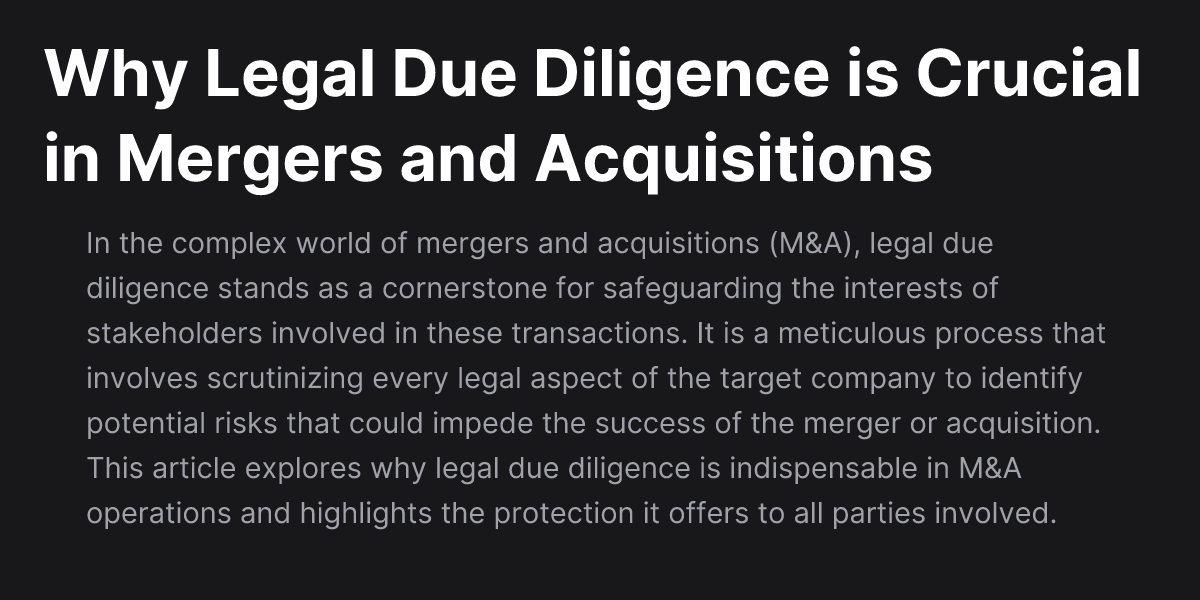 Why Legal Due Diligence is Crucial
in Mergers and Acquisitions
In the complex world of mergers and acquisitions (M&A), legal due
diligence stands as a cornerstone for safeguarding the interests of
stakeholders involved in these transactions. It is a meticulous process that
involves scrutinizing every legal aspect of the target company to identify
potential risks that could impede the success of the merger or acquisition.
This article explores why legal due diligence is indispensable in M&A
operations and highlights the protection it offers to all parties involved.